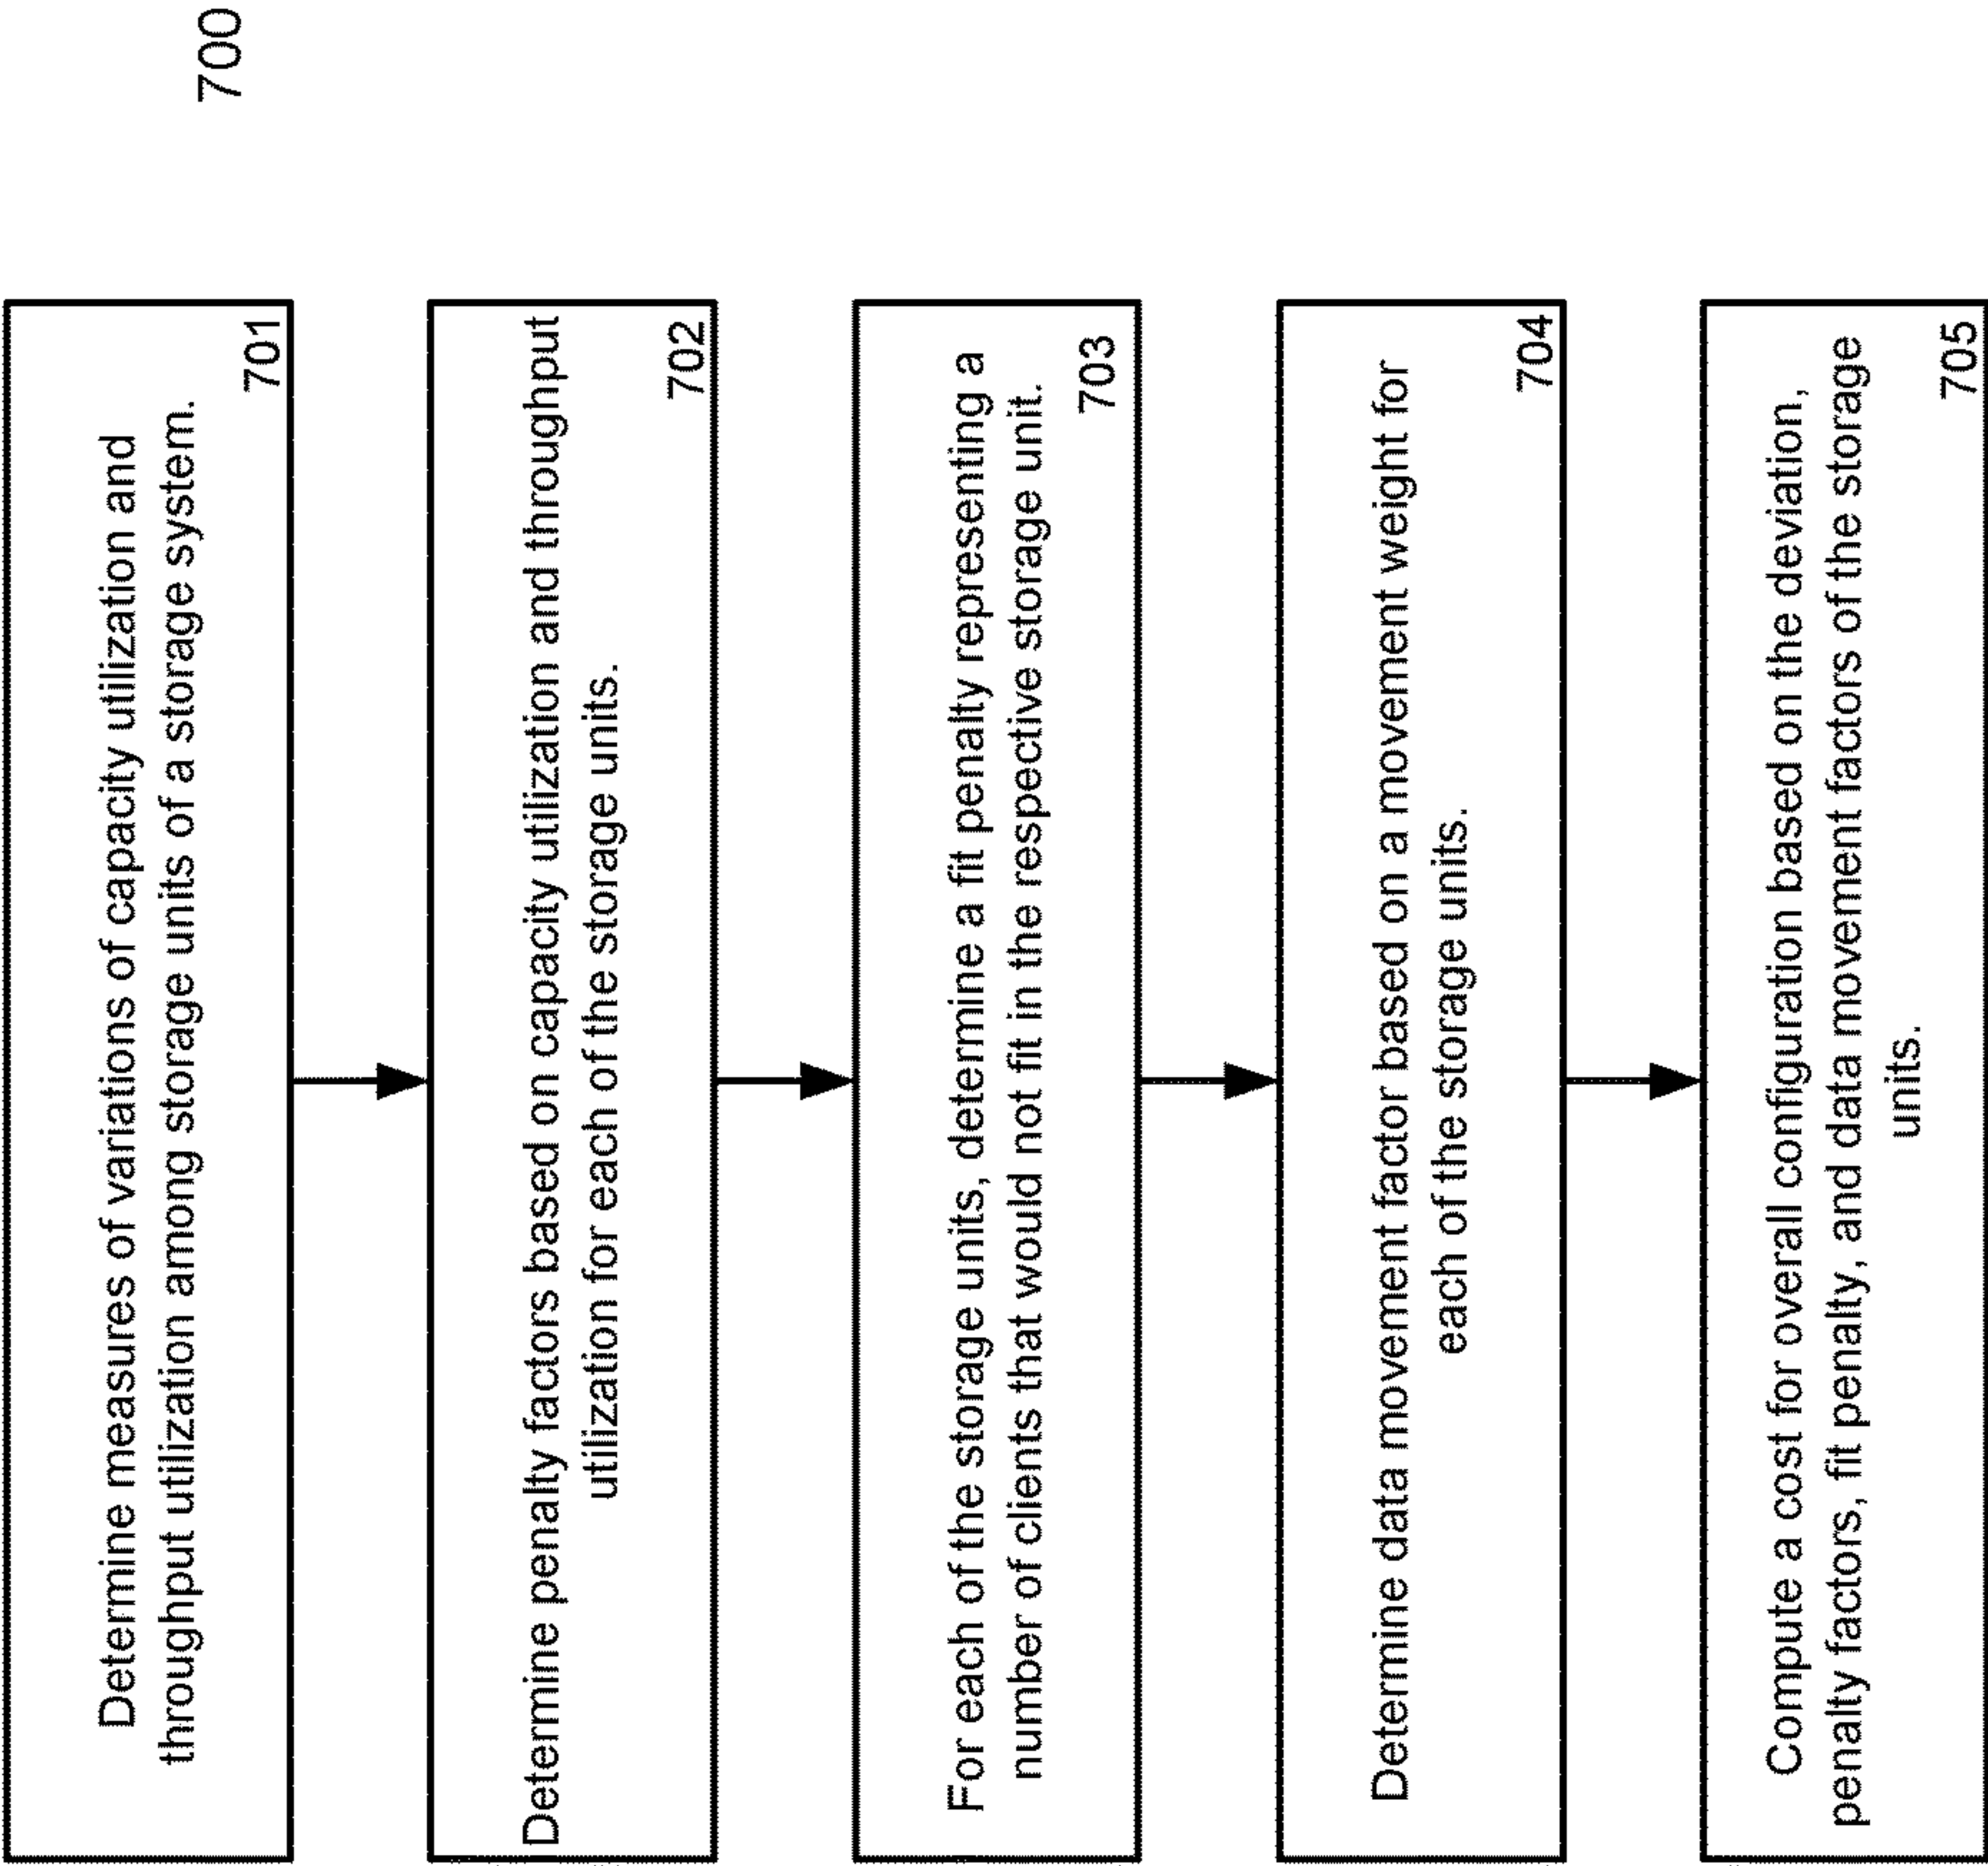 700
Determine measures of variations of capacity utilization and
throughput utilization among storage units of a storage system.
701
Determine penalty factors based on capacity utilization and throughput
utilization for each of the storage units.
702
For each of the storage units, determine a fit penalty representing a
number of clients that would not fit in the respective storage unit.
703
Determine data movement factor based on a movement weight for
each of the storage units.
704
Compute a cost for overall configuration based on the deviation,
penalty factors, fit penalty, and data movement factors of the storage
units.
705